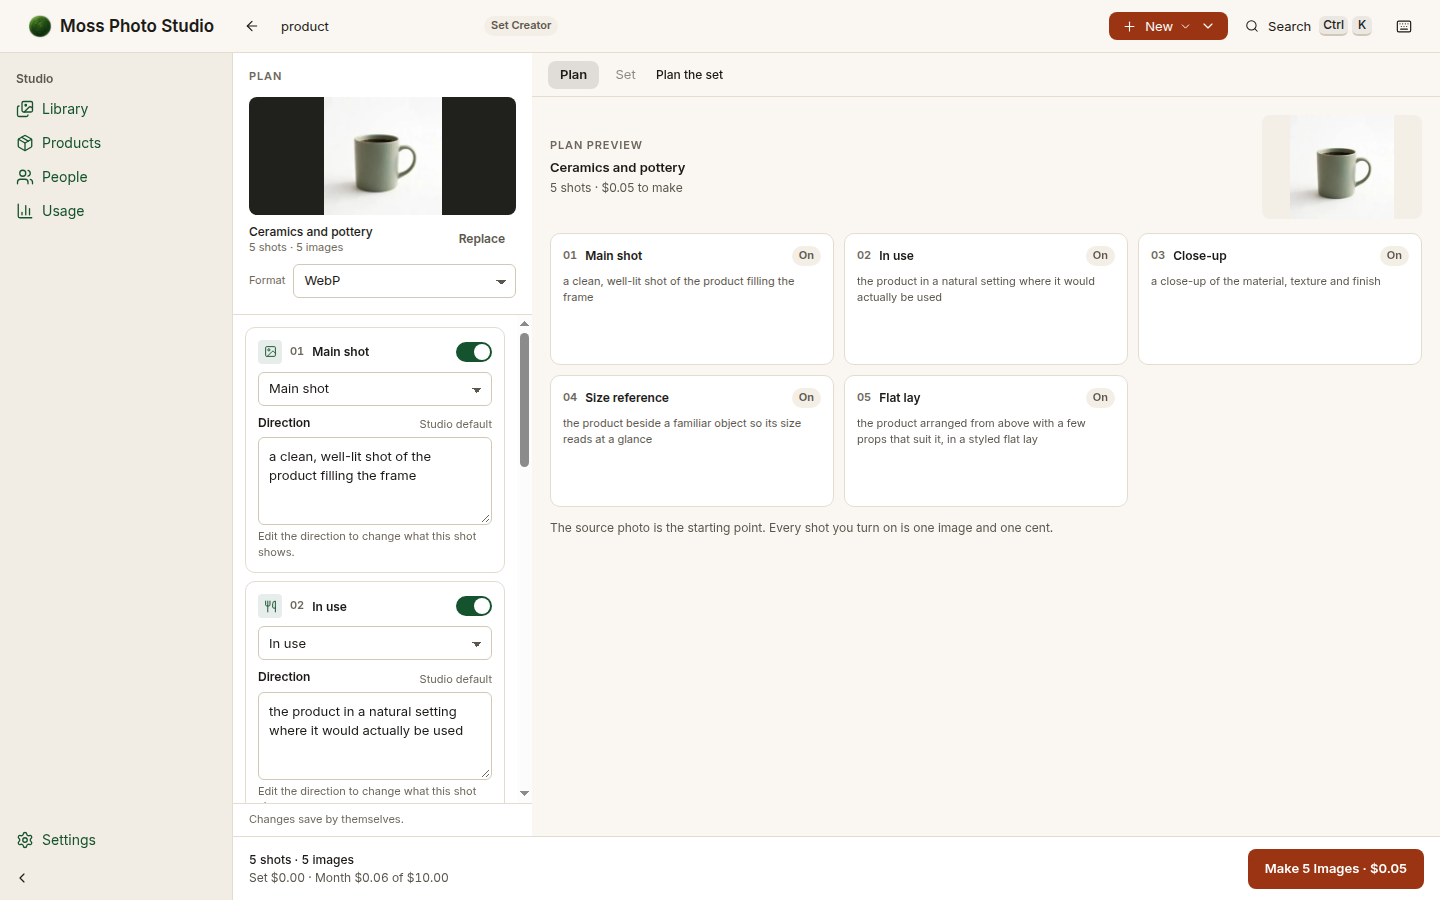 Moss Photo Studio
product
Set Creator
New
Search
Ctrl
K
Studio
Library
Products
People
Usage
Settings
PLAN
Ceramics and pottery
5 shots · 5 images
Replace
Format
WebP
01
Main shot
Main shot
Direction
Studio default
a clean, well-lit shot of the
product filling the frame
Edit the direction to change what this shot
shows.
02
In use
In use
Direction
Studio default
the product in a natural setting
where it would actually be used
Edit the direction to change what this shot
Changes save by themselves.
Plan
Set
Plan the set
PLAN PREVIEW
Ceramics and pottery
5 shots · $0.05 to make
01
Main shot
On
a clean, well-lit shot of the product filling the
frame
02
In use
On
the product in a natural setting where it would
actually be used
03
Close-up
On
a close-up of the material, texture and finish
04
Size reference
On
the product beside a familiar object so its size
reads at a glance
05
Flat lay
On
the product arranged from above with a few
props that suit it, in a styled flat lay
The source photo is the starting point. Every shot you turn on is one image and one cent.
5 shots · 5 images
Set $0.00 · Month $0.06 of $10.00
Make 5 Images · $0.05